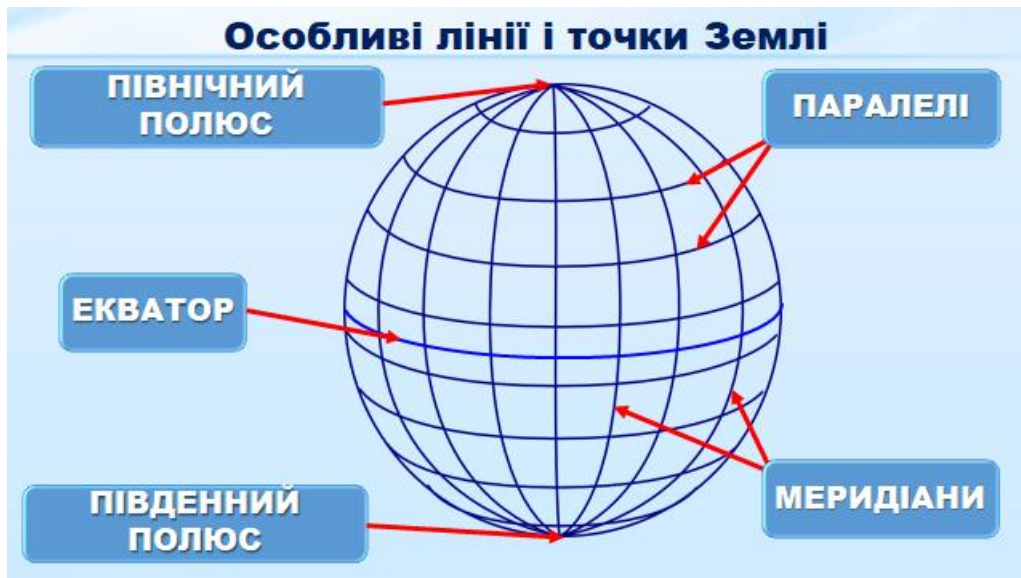 Особливі лінії і точки Землі
ПІВНІЧНИЙ
ПОЛЮС
ПАРАЛЕЛІ
ЕКВАТОР
ПІВДЕННИЙ
ПОЛЮС
МЕРИДІАНИ